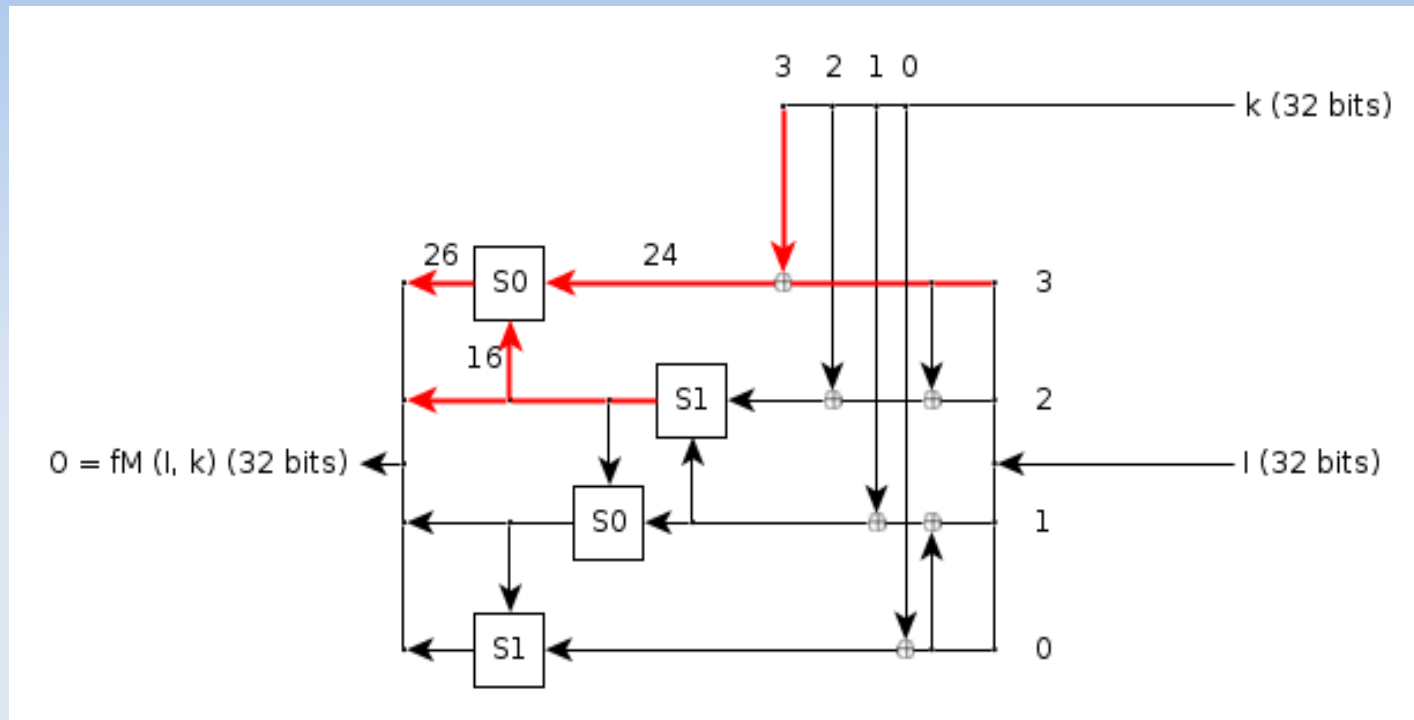 3 2 1 0
k (32 bits)
26 S0 24 3
16
S1 2
O = fM (I, k) (32 bits) I (32 bits)
S0 1
S1 0